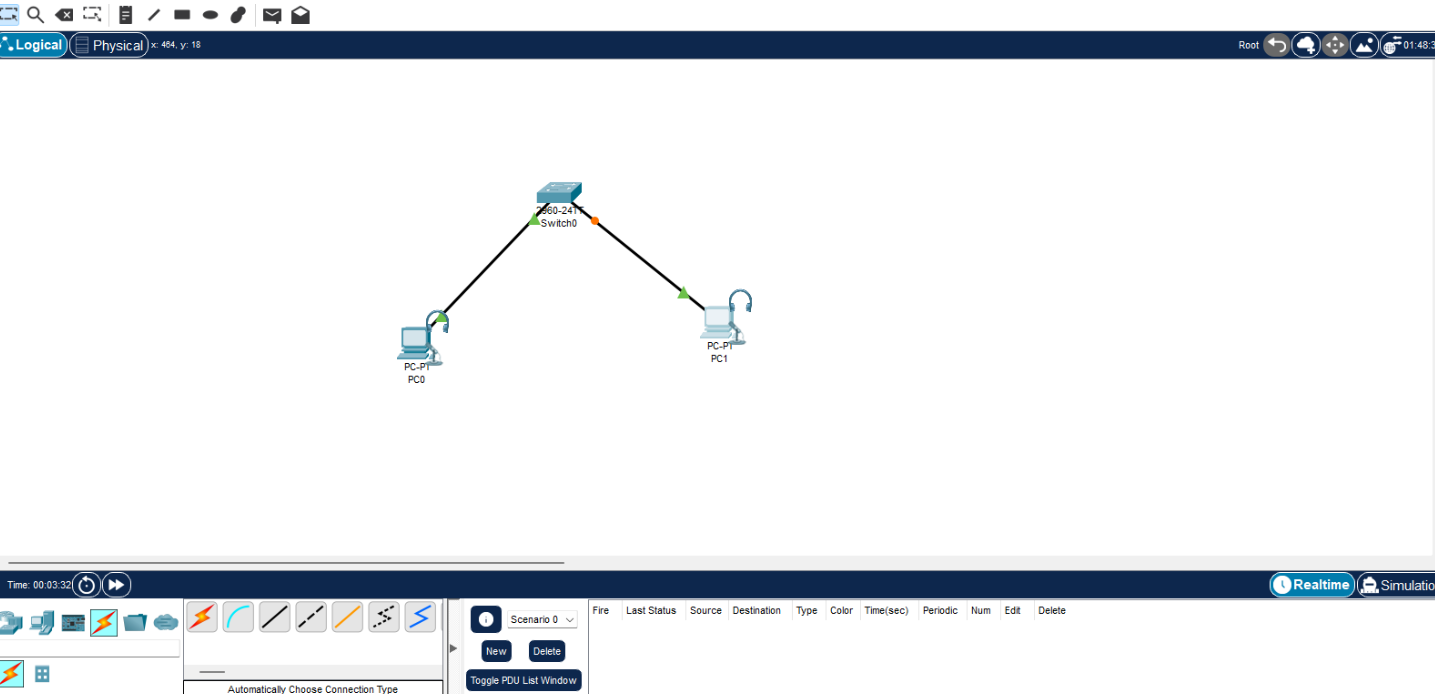 Logical
Physical
x: 464, y: 18
Root
01:48:3
2960-24TT
Switch0
PC-PT
PC0
PC-PT
PC1
Time: 00:03:32
Realtime
Simulatio
Scenario 0
New
Delete
Toggle PDU List Window
Fire Last Status Source Destination Type Color Time(sec) Periodic Num Edit Delete
Automatically Choose Connection Type